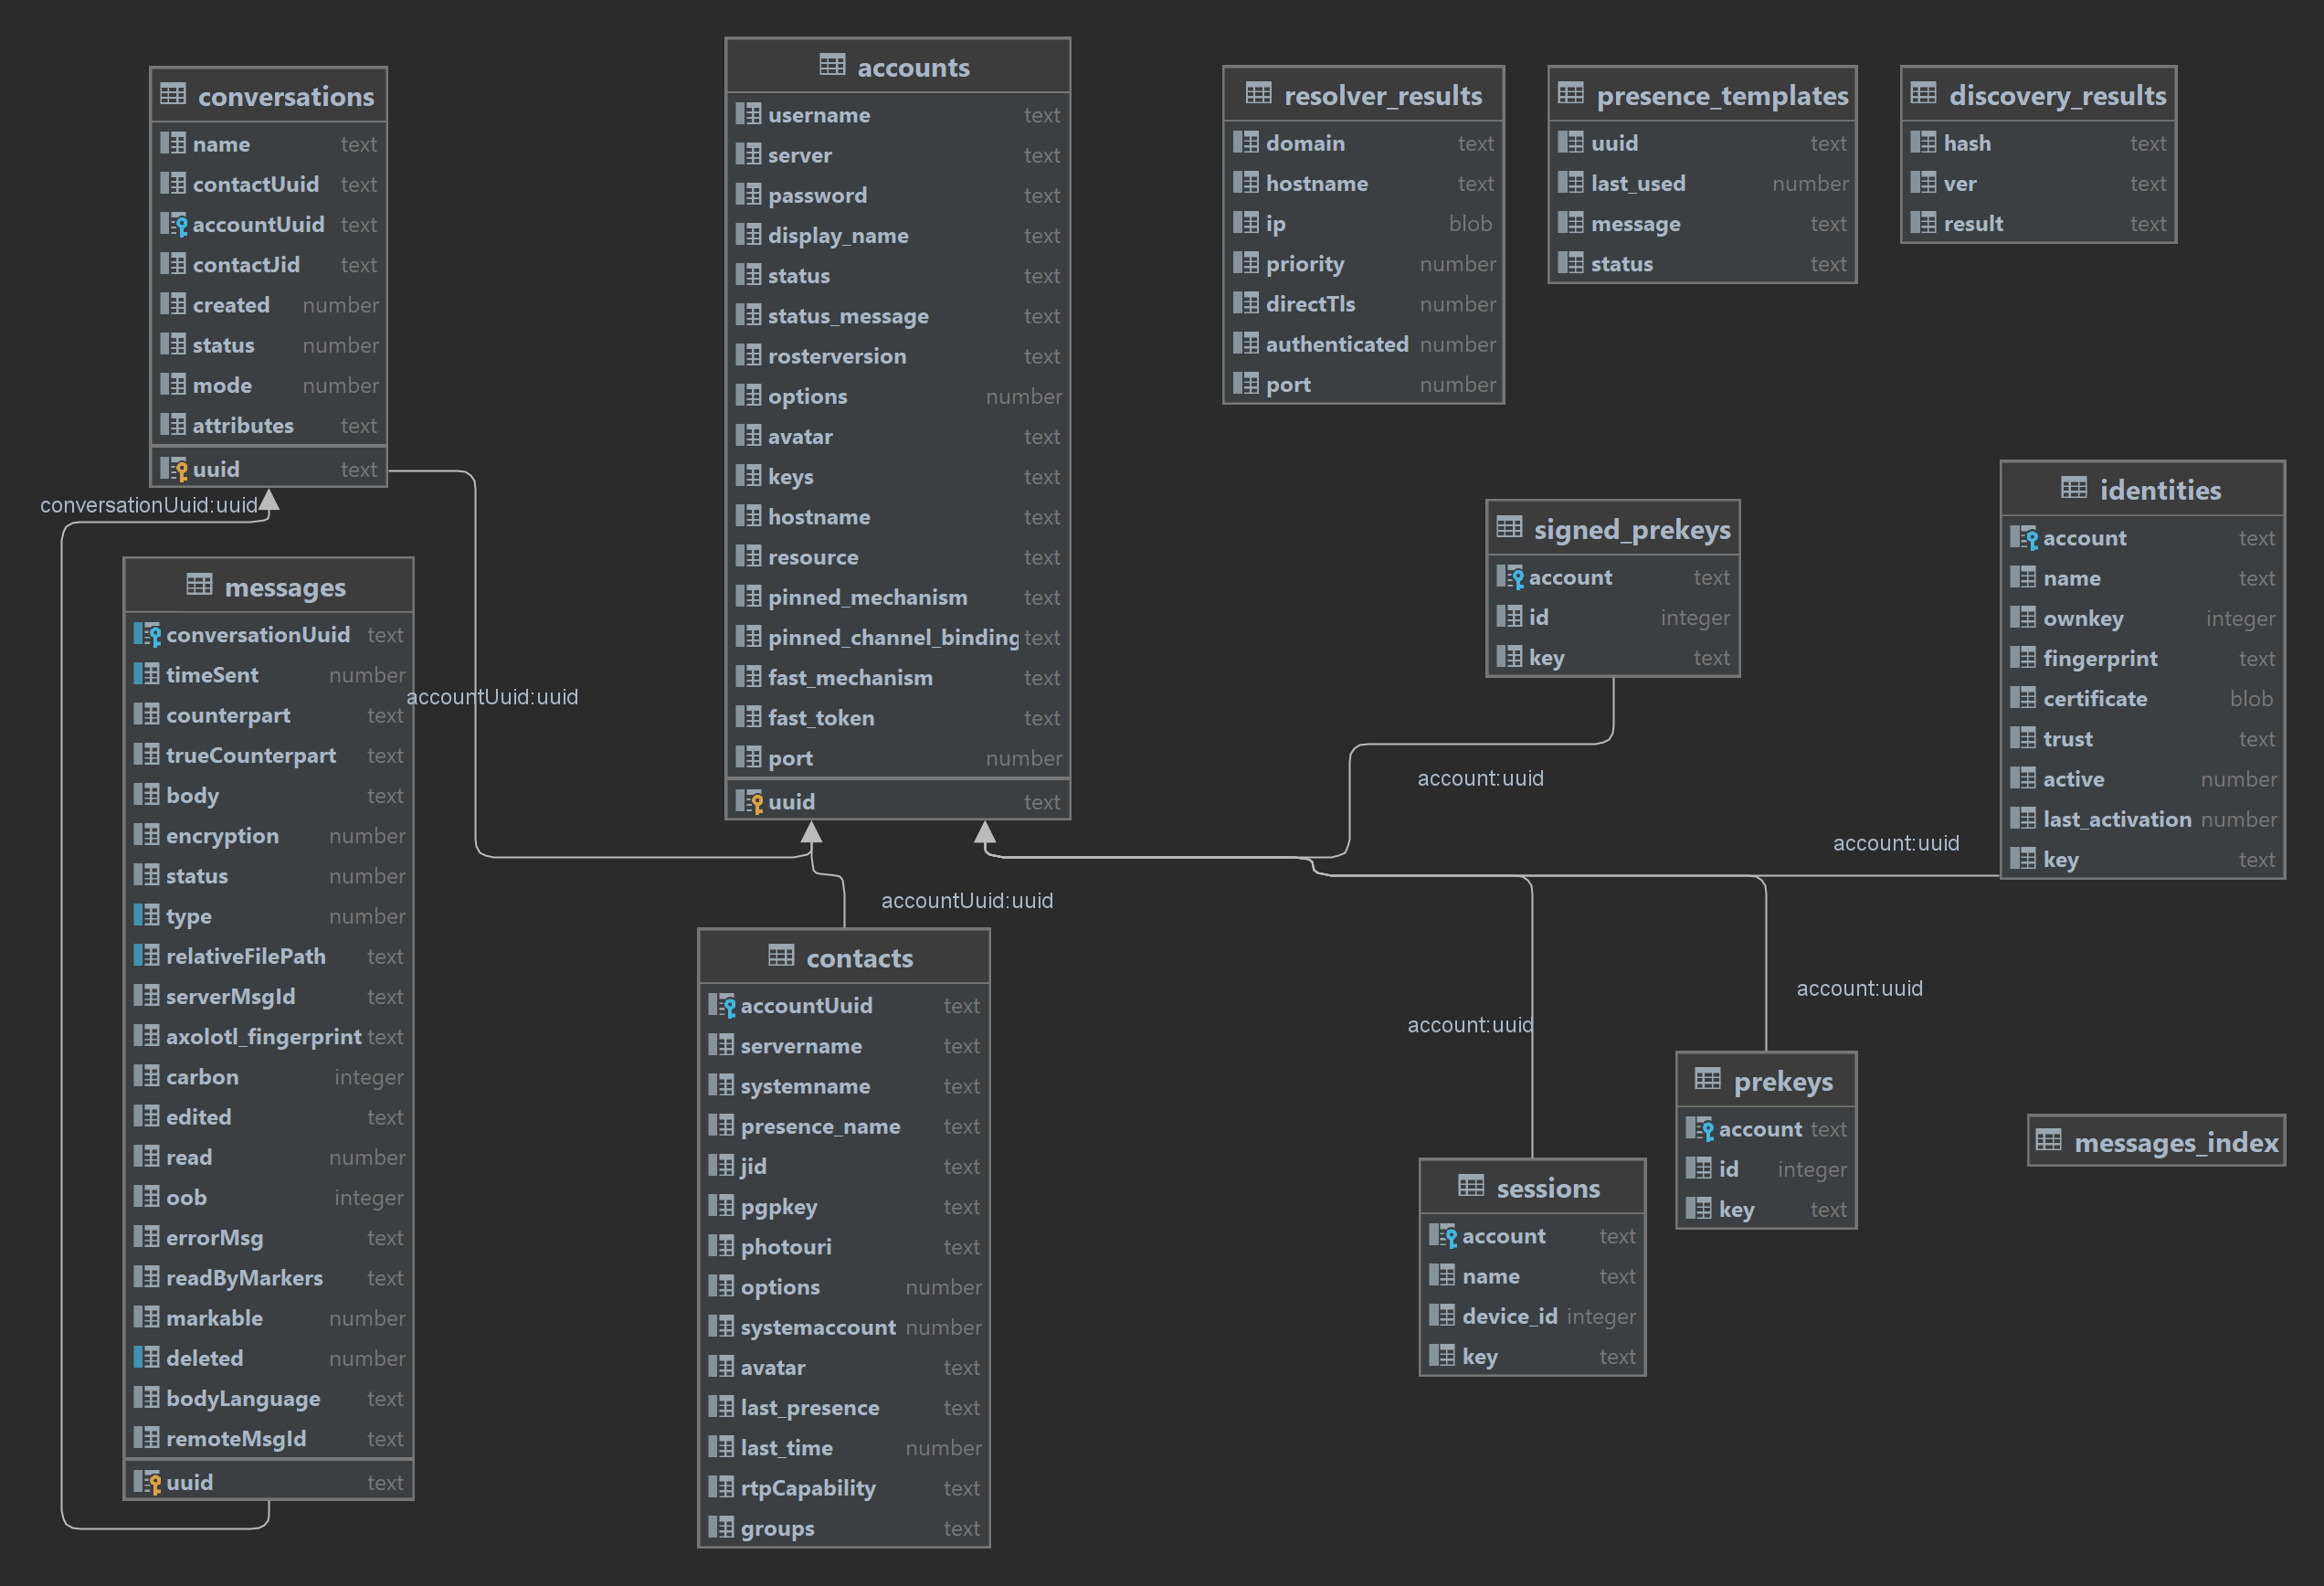 conversations
name text
contactUuid text
accountUuid text
contactJid text
created number
status number
mode number
attributes text
uuid text
conversationUuid:uuid
messages
conversationUuid text
timeSent number
counterpart text
trueCounterpart text
body text
encryption number
status number
type number
relativeFilePath text
serverMsgId text
axolotl_fingerprint text
carbon integer
edited text
read number
oob integer
errorMsg text
readByMarkers text
markable number
deleted number
bodyLanguage text
remoteMsgId text
uuid text
accountUuid:uuid
accounts
username text
server text
password text
display_name text
status text
status_message text
rosterversion text
options number
avatar text
keys text
hostname text
resource text
pinned_mechanism text
pinned_channel_binding text
fast_mechanism text
fast_token text
port number
uuid text
accountUuid:uuid
contacts
accountUuid text
servername text
systemname text
presence_name text
jid text
pgpkey text
photouri text
options number
systemaccount number
avatar text
last_presence text
last_time number
rtpCapability text
groups text
resolver_results
domain text
hostname text
ip blob
priority number
directTls number
authenticated number
port number
presence_templates
uuid text
last_used number
message text
status text
discovery_results
hash text
ver text
result text
signed_prekeys
account text
id integer
key text
account:uuid
identities
account text
name text
ownkey integer
fingerprint text
certificate blob
trust text
active number
last_activation number
key text
account:uuid
account:uuid
sessions
account text
name text
device_id integer
key text
account:uuid
prekeys
account text
id integer
key text
messages_index